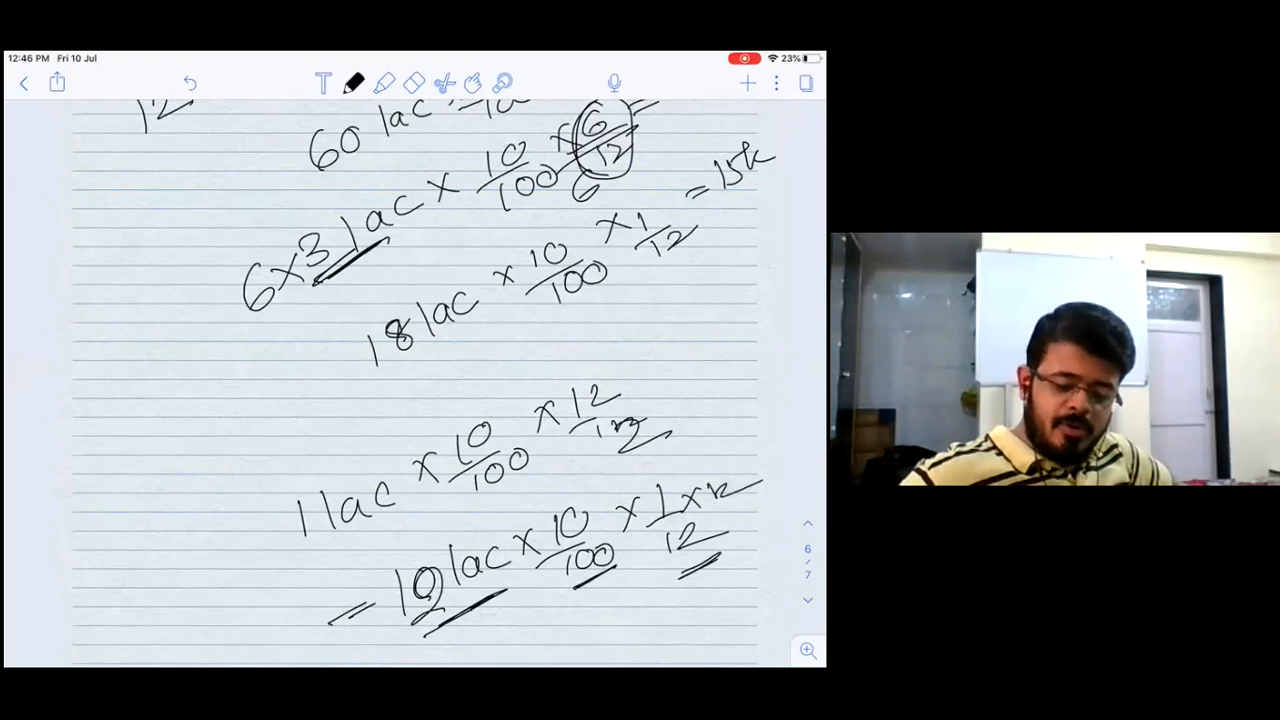 12:46 PM Fri 10 Jul
23%
T
12
60 lac
6 × 3 lac × 10/100 × 6/12 =
6
18 lac × 10/100 × 1/12 = 15k
1 lac × 10/100 × 12/12
= 12 lac × 10/100 × 1 × 12/12
6
/
7